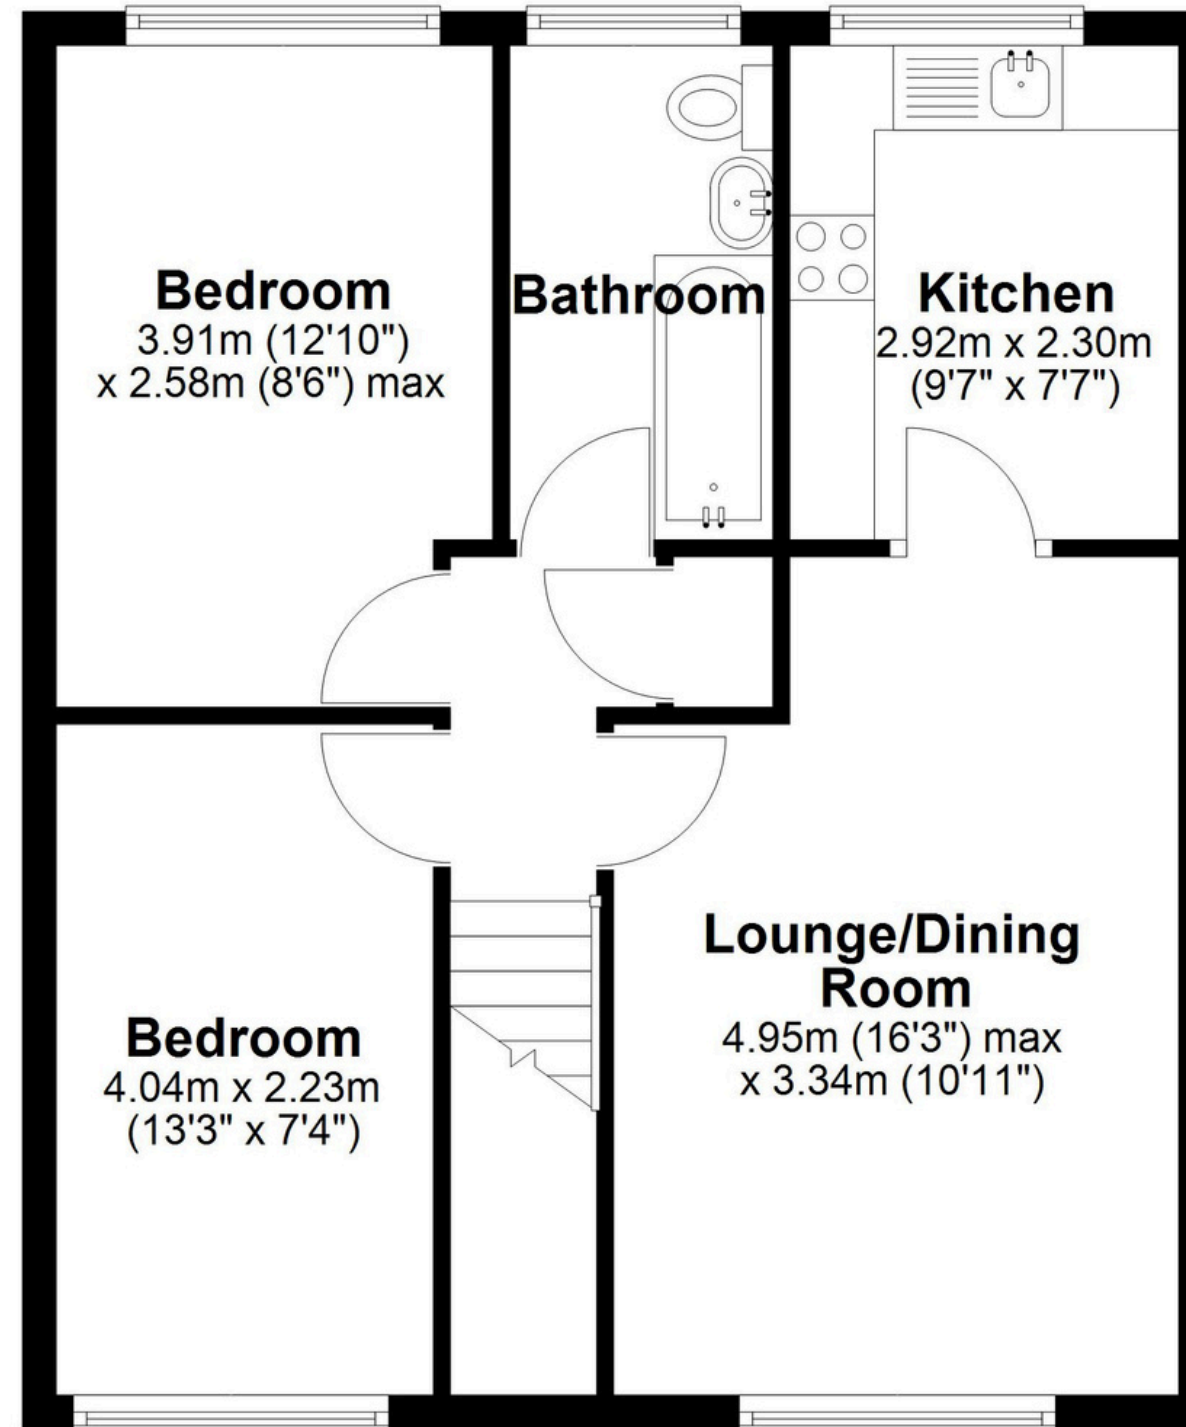 Bedroom
3.91m (12'10")
x 2.58m (8'6") max
Bathroom
Kitchen
2.92m x 2.30m
(9'7" x 7'7")
Lounge/Dining
Room
4.95m (16'3") max
x 3.34m (10'11")
Bedroom
4.04m x 2.23m
(13'3" x 7'4")